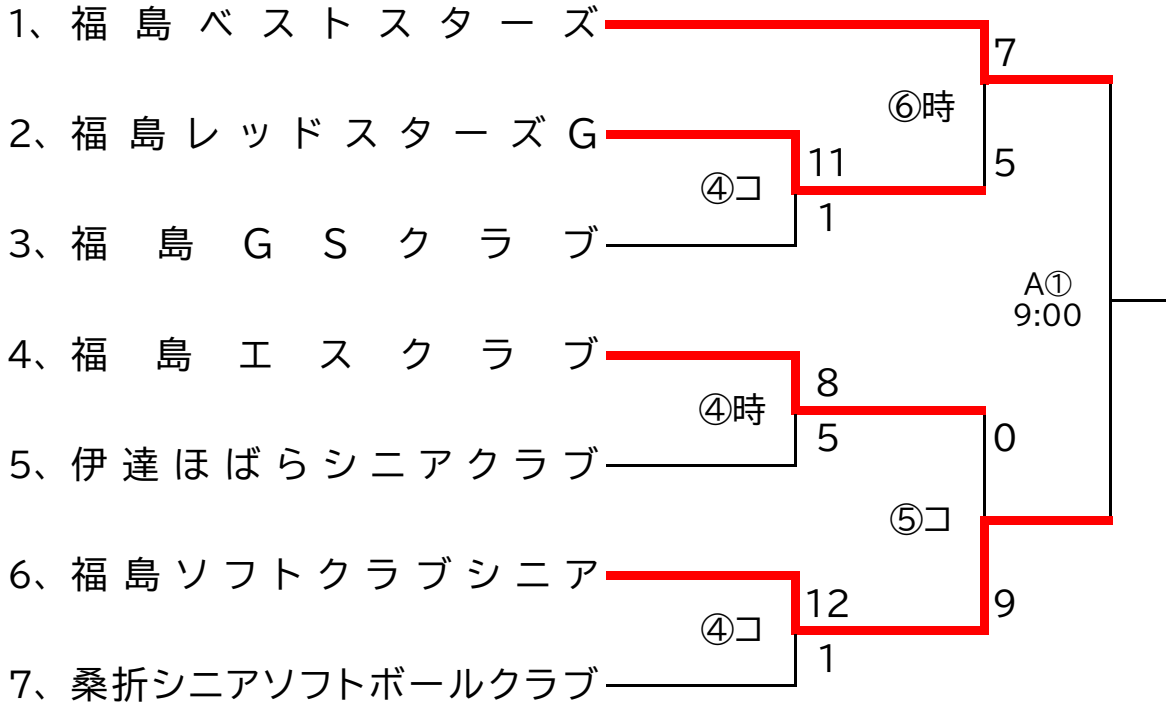 1、福島ベストスターズ
7
⑥時
2、福島レッドスターズG
11
5
④コ
1
3、福島GSクラブ
A①
9:00
4、福島エスクラブ
8
④時
5
0
5、伊達ほばらシニアクラブ
⑤コ
6、福島ソフトクラブシニア
12
9
④コ
1
7、桑折シニアソフトボールクラブ